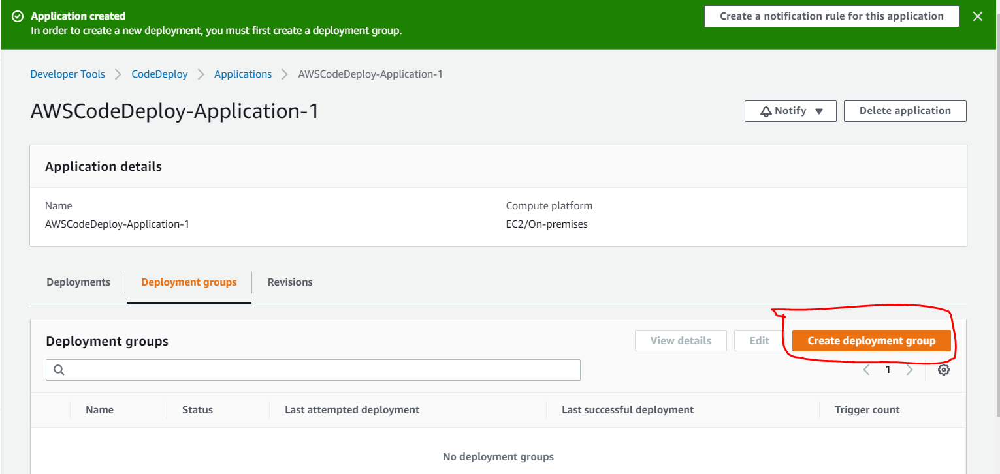 Application created
In order to create a new deployment, you must first create a deployment group.
Create a notification rule for this application
Developer Tools
CodeDeploy
Applications
AWSCodeDeploy-Application-1
AWSCodeDeploy-Application-1
Notify
Delete application
Application details
Name
AWSCodeDeploy-Application-1
Compute platform
EC2/On-premises
Deployments
Deployment groups
Revisions
Deployment groups
View details
Edit
Create deployment group
1
Name
Status
Last attempted deployment
Last successful deployment
Trigger count
No deployment groups